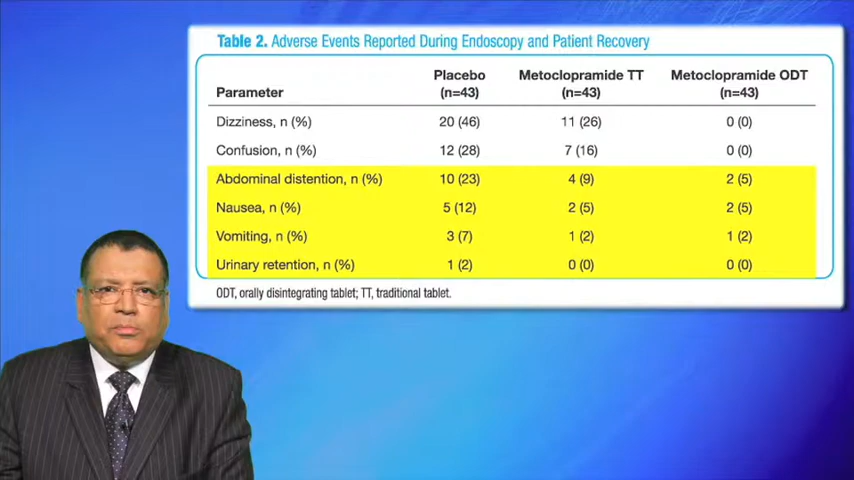 Table 2. Adverse Events Reported During Endoscopy and Patient Recovery
Parameter Placebo (n=43) Metoclopramide TT (n=43) Metoclopramide ODT (n=43)
Dizziness, n (%) 20 (46) 11 (26) 0 (0)
Confusion, n (%) 12 (28) 7 (16) 0 (0)
Abdominal distention, n (%) 10 (23) 4 (9) 2 (5)
Nausea, n (%) 5 (12) 2 (5) 2 (5)
Vomiting, n (%) 3 (7) 1 (2) 1 (2)
Urinary retention, n (%) 1 (2) 0 (0) 0 (0)
ODT, orally disintegrating tablet; TT, traditional tablet.